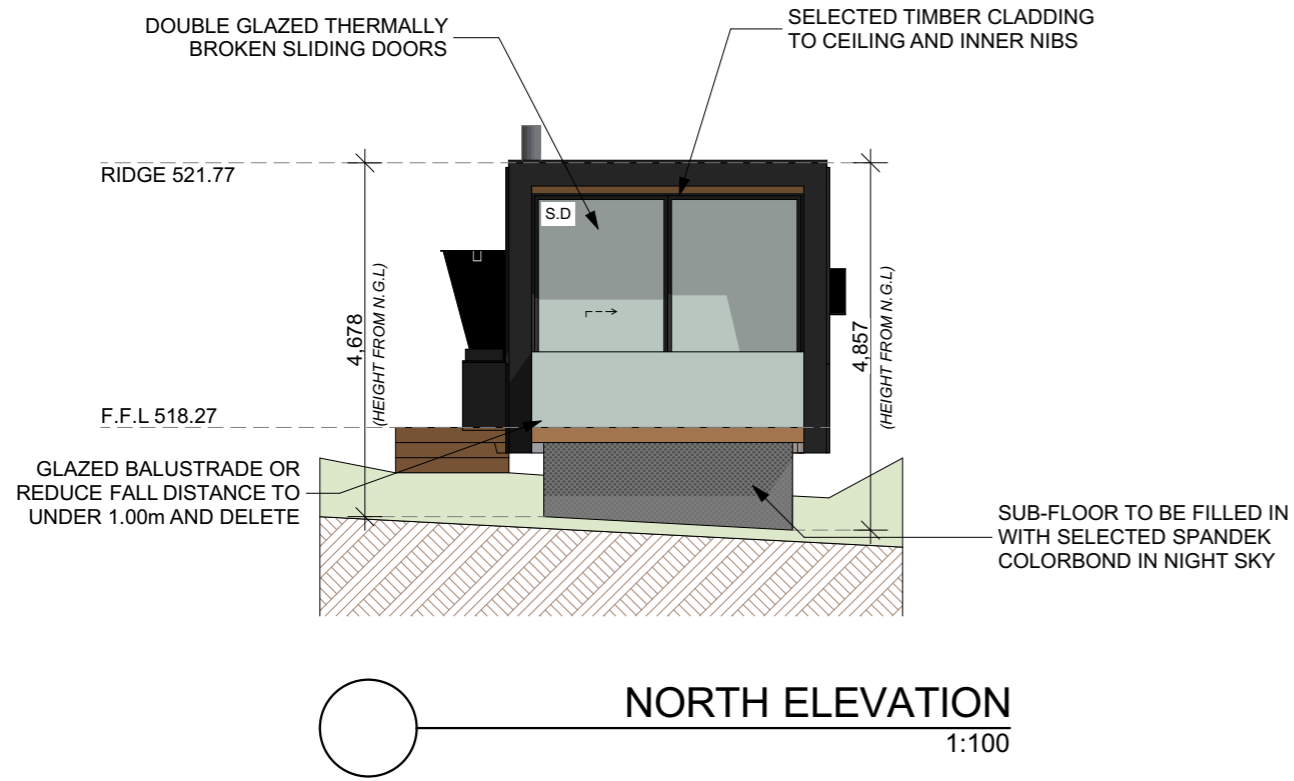 DOUBLE GLAZED THERMALLY
BROKEN SLIDING DOORS
SELECTED TIMBER CLADDING
TO CEILING AND INNER NIBS
RIDGE 521.77
S.D
4,678
(HEIGHT FROM N.G.L)
4,857
(HEIGHT FROM N.G.L)
F.F.L 518.27
GLAZED BALUSTRADE OR
REDUCE FALL DISTANCE TO
UNDER 1.00m AND DELETE
SUB-FLOOR TO BE FILLED IN
WITH SELECTED SPANDEK
COLORBOND IN NIGHT SKY
NORTH ELEVATION
1:100